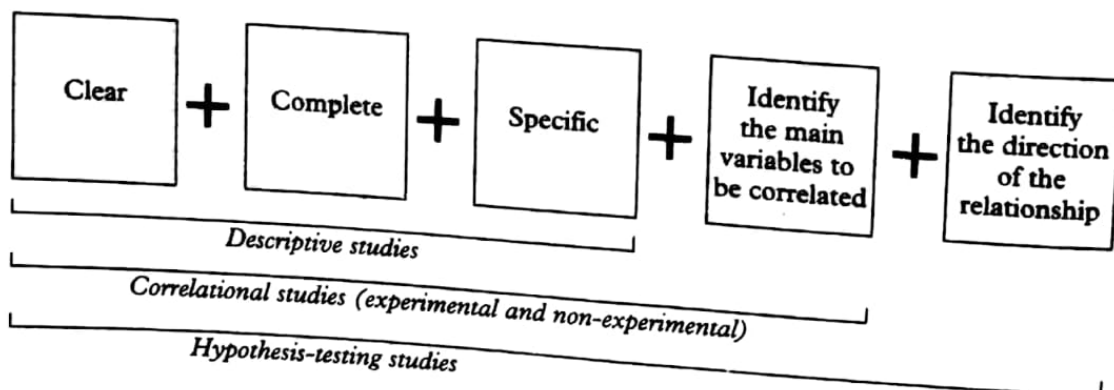 Clear
+
Complete
+
Specific
+
Identify
the main
variables to
be correlated
+
Identify
the direction
of the
relationship
Descriptive studies
Correlational studies (experimental and non-experimental)
Hypothesis-testing studies